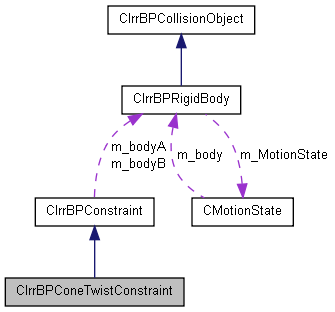 CIrrBPCollisionObject
CIrrBPRigidBody
m_bodyA
m_bodyB
m_body
m_MotionState
CIrrBPConstraint
CMotionState
CIrrBPConeTwistConstraint